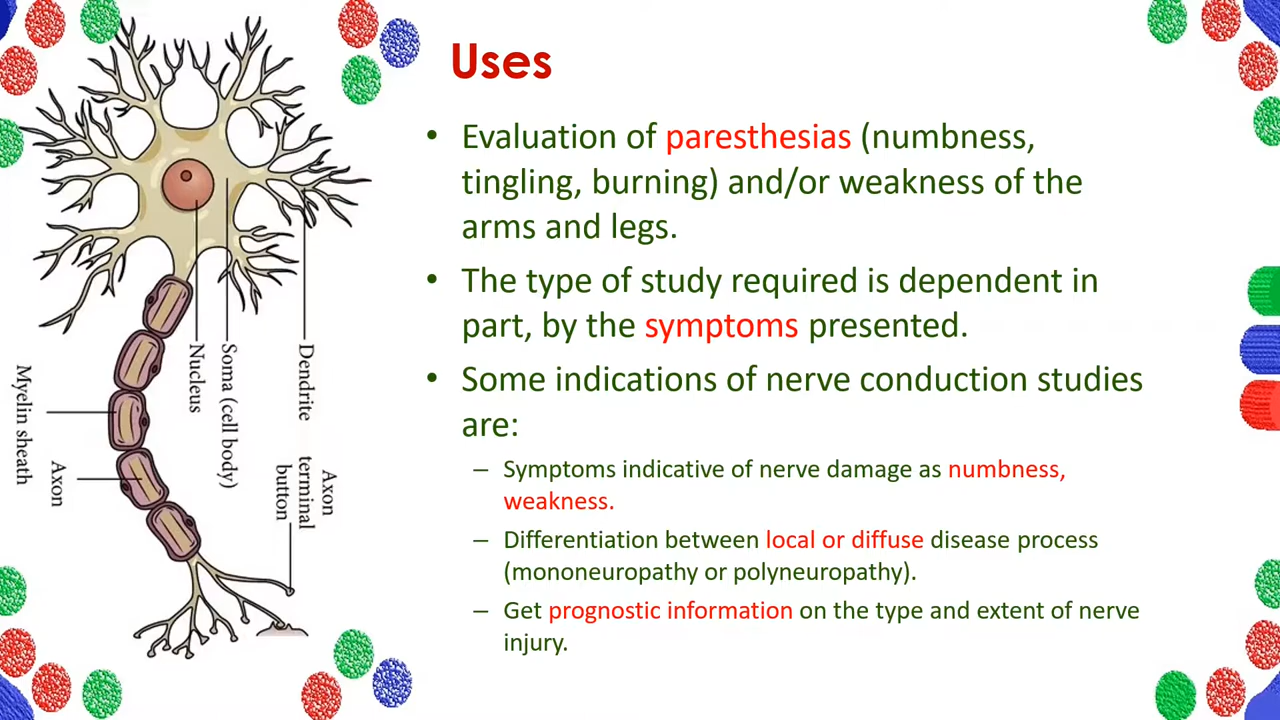 Uses
• Evaluation of paresthesias (numbness,
tingling, burning) and/or weakness of the
arms and legs.
• The type of study required is dependent in
part, by the symptoms presented.
• Some indications of nerve conduction studies
are:
– Symptoms indicative of nerve damage as numbness,
weakness.
– Differentiation between local or diffuse disease process
(mononeuropathy or polyneuropathy).
– Get prognostic information on the type and extent of nerve
injury.
Dendrite
Soma (cell body)
Nucleus
Myelin sheath
Axon
Axon
terminal
button